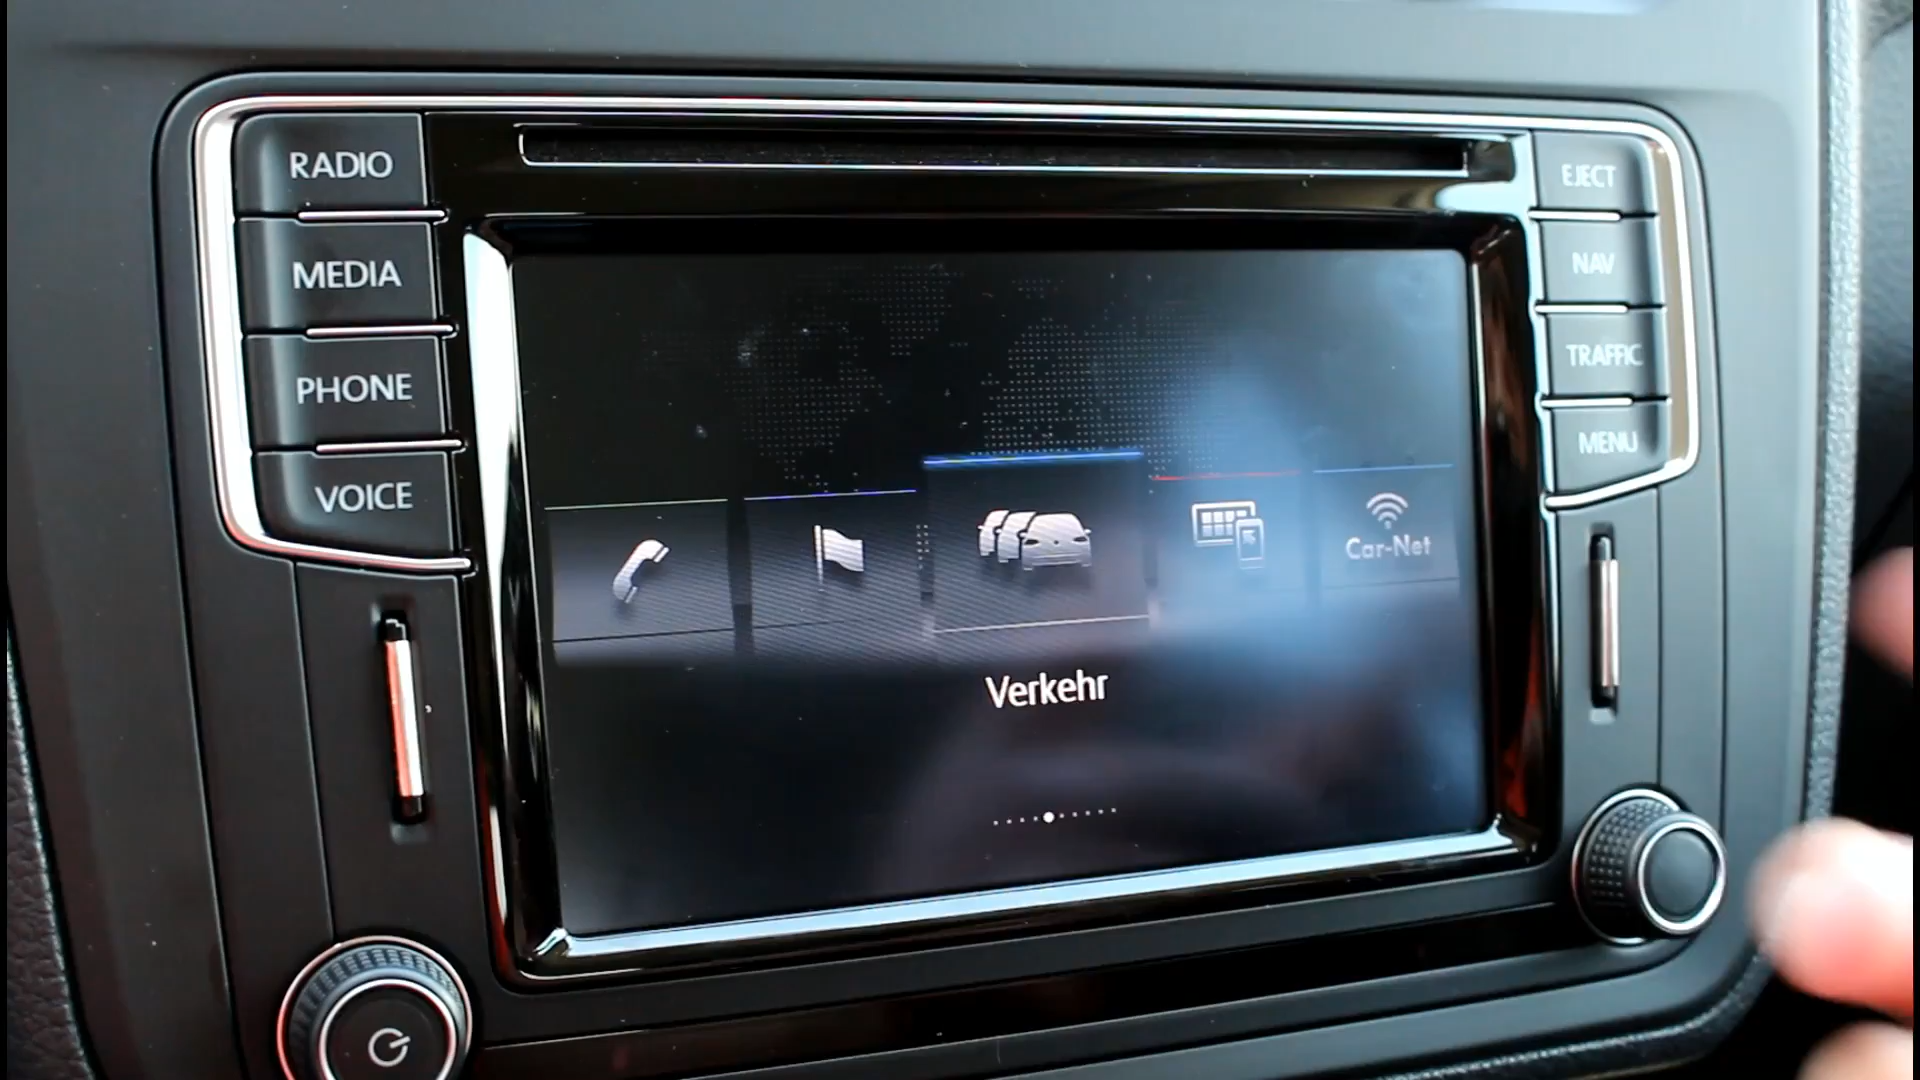 RADIO
MEDIA
PHONE
VOICE
EJECT
NAV
TRAFFIC
MENU
Car-Net
Verkehr